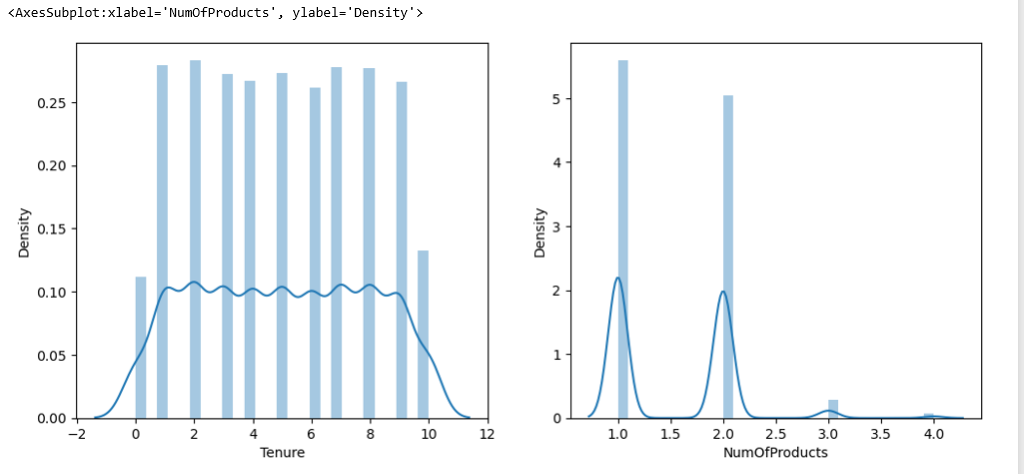 <AxesSubplot:xlabel='NumOfProducts', ylabel='Density'>
Density
0.25
0.20
0.15
0.10
0.05
0.00
−2 0 2 4 6 8 10 12
Tenure
Density
5
4
3
2
1
0
1.0 1.5 2.0 2.5 3.0 3.5 4.0
NumOfProducts